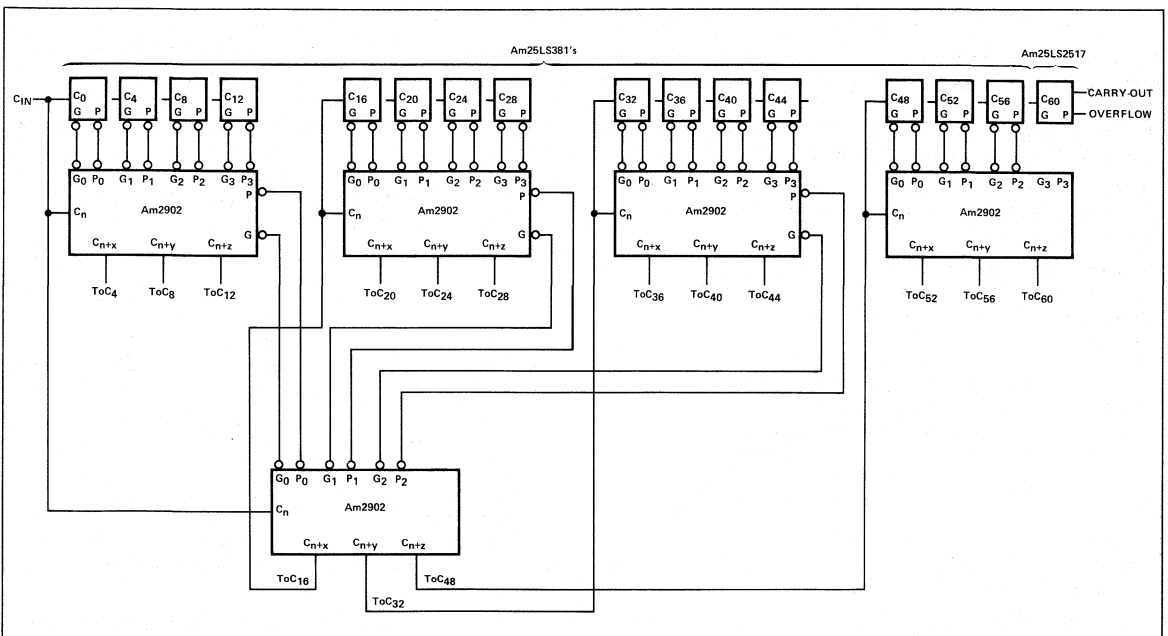 Am25LS381's Am25LS2517
CIN C0 C4 C8 C12 C16 C20 C24 C28 C32 C36 C40 C44 C48 C52 C56 C60 CARRY-OUT
G P G P G P G P G P G P G P G P G P G P G P G P G P G P G P G P OVERFLOW
G0 P0 G1 P1 G2 P2 G3 P3 G0 P0 G1 P1 G2 P2 G3 P3 G0 P0 G1 P1 G2 P2 G3 P3 G0 P0 G1 P1 G2 P2 G3 P3
P P P
Cn Am2902 Cn Am2902 Cn Am2902 Cn Am2902
G G G
Cn+x Cn+y Cn+z Cn+x Cn+y Cn+z Cn+x Cn+y Cn+z Cn+x Cn+y Cn+z
ToC4 ToC8 ToC12 ToC20 ToC24 ToC28 ToC36 ToC40 ToC44 ToC52 ToC56 ToC60
G0 P0 G1 P1 G2 P2
Cn Am2902
Cn+x Cn+y Cn+z
ToC16 ToC48
ToC32